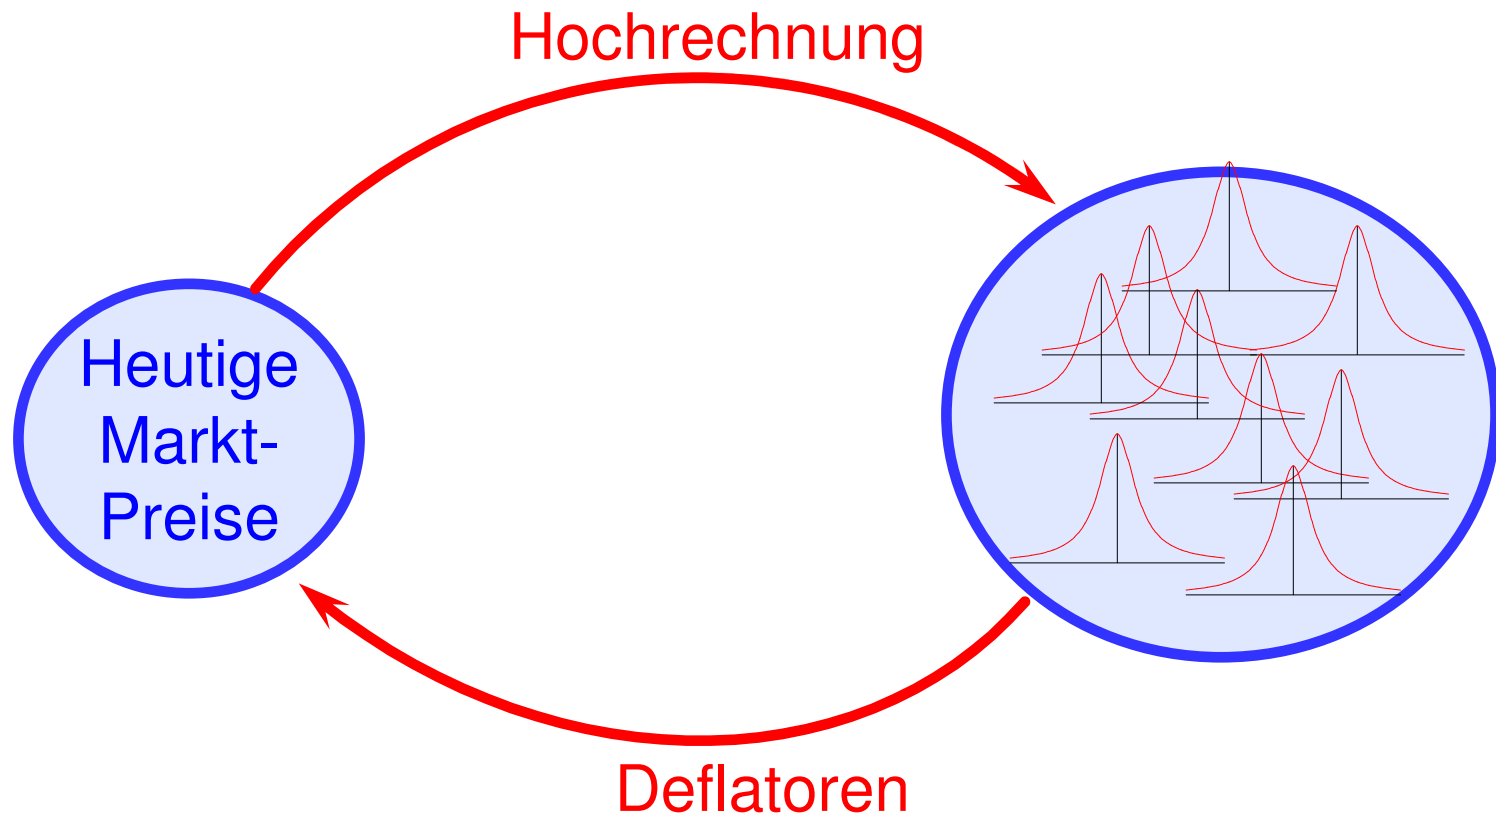 Hochrechnung
Heutige
Markt-
Preise
Deflatoren